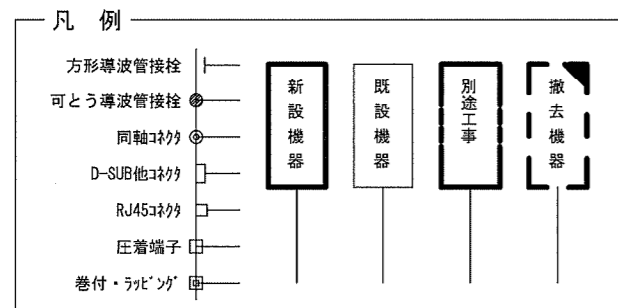 凡 例
方形導波管接栓
可とう導波管接栓
同軸ｺﾈｸﾀ
D-SUB他ｺﾈｸﾀ
RJ45ｺﾈｸﾀ
圧着端子
巻付・ﾗｯﾋﾟﾝｸﾞ
新設機器
既設機器
別途工事
撤去機器